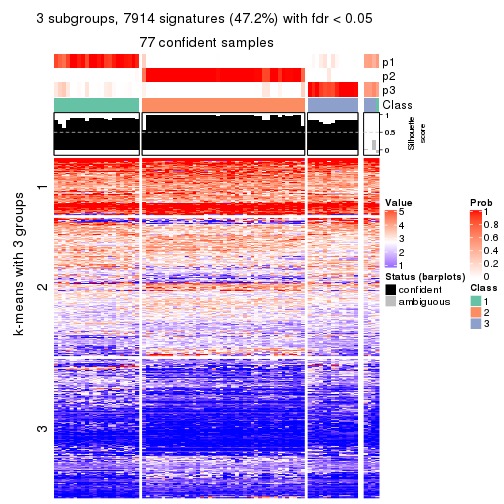 3 subgroups, 7914 signatures (47.2%) with fdr < 0.05
77 confident samples
p1
p2
p3
Class
1
0.5
0
Silhouette
score
k-means with 3 groups
1
2
3
Value
5
4
3
2
1
Status (barplots)
confident
ambiguous
Prob
1
0.8
0.6
0.4
0.2
0
Class
1
2
3